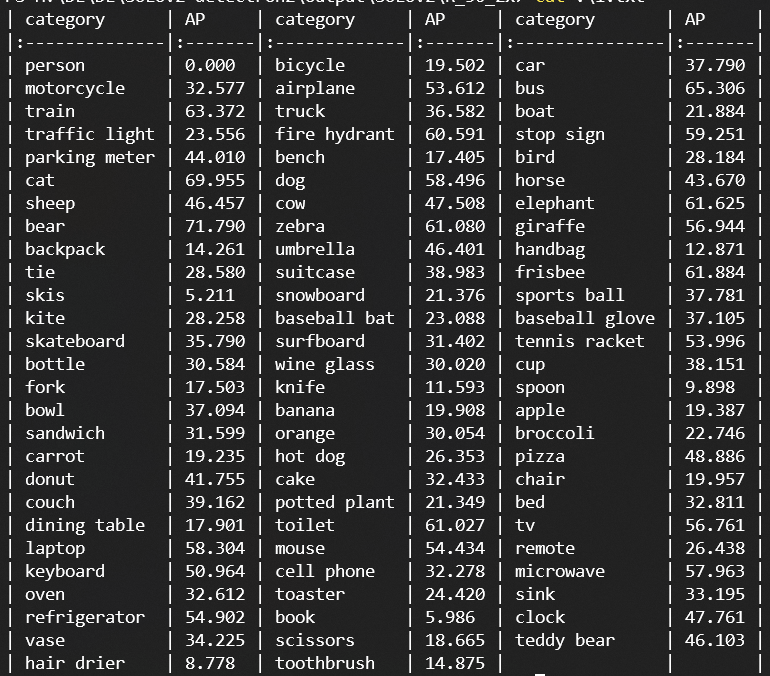 | category | AP | category | AP | category | AP |
|:--------------|:-------|:-------------|:-------|:---------------|:-------|
| person | 0.000 | bicycle | 19.502 | car | 37.790 |
| motorcycle | 32.577 | airplane | 53.612 | bus | 65.306 |
| train | 63.372 | truck | 36.582 | boat | 21.884 |
| traffic light | 23.556 | fire hydrant | 60.591 | stop sign | 59.251 |
| parking meter | 44.010 | bench | 17.405 | bird | 28.184 |
| cat | 69.955 | dog | 58.496 | horse | 43.670 |
| sheep | 46.457 | cow | 47.508 | elephant | 61.625 |
| bear | 71.790 | zebra | 61.080 | giraffe | 56.944 |
| backpack | 14.261 | umbrella | 46.401 | handbag | 12.871 |
| tie | 28.580 | suitcase | 38.983 | frisbee | 61.884 |
| skis | 5.211 | snowboard | 21.376 | sports ball | 37.781 |
| kite | 28.258 | baseball bat | 23.088 | baseball glove | 37.105 |
| skateboard | 35.790 | surfboard | 31.402 | tennis racket | 53.996 |
| bottle | 30.584 | wine glass | 30.020 | cup | 38.151 |
| fork | 17.503 | knife | 11.593 | spoon | 9.898 |
| bowl | 37.094 | banana | 19.908 | apple | 19.387 |
| sandwich | 31.599 | orange | 30.054 | broccoli | 22.746 |
| carrot | 19.235 | hot dog | 26.353 | pizza | 48.886 |
| donut | 41.755 | cake | 32.433 | chair | 19.957 |
| couch | 39.162 | potted plant | 21.349 | bed | 32.811 |
| dining table | 17.901 | toilet | 61.027 | tv | 56.761 |
| laptop | 58.304 | mouse | 54.434 | remote | 26.438 |
| keyboard | 50.964 | cell phone | 32.278 | microwave | 57.963 |
| oven | 32.612 | toaster | 24.420 | sink | 33.195 |
| refrigerator | 54.902 | book | 5.986 | clock | 47.761 |
| vase | 34.225 | scissors | 18.665 | teddy bear | 46.103 |
| hair drier | 8.778 | toothbrush | 14.875 | | |